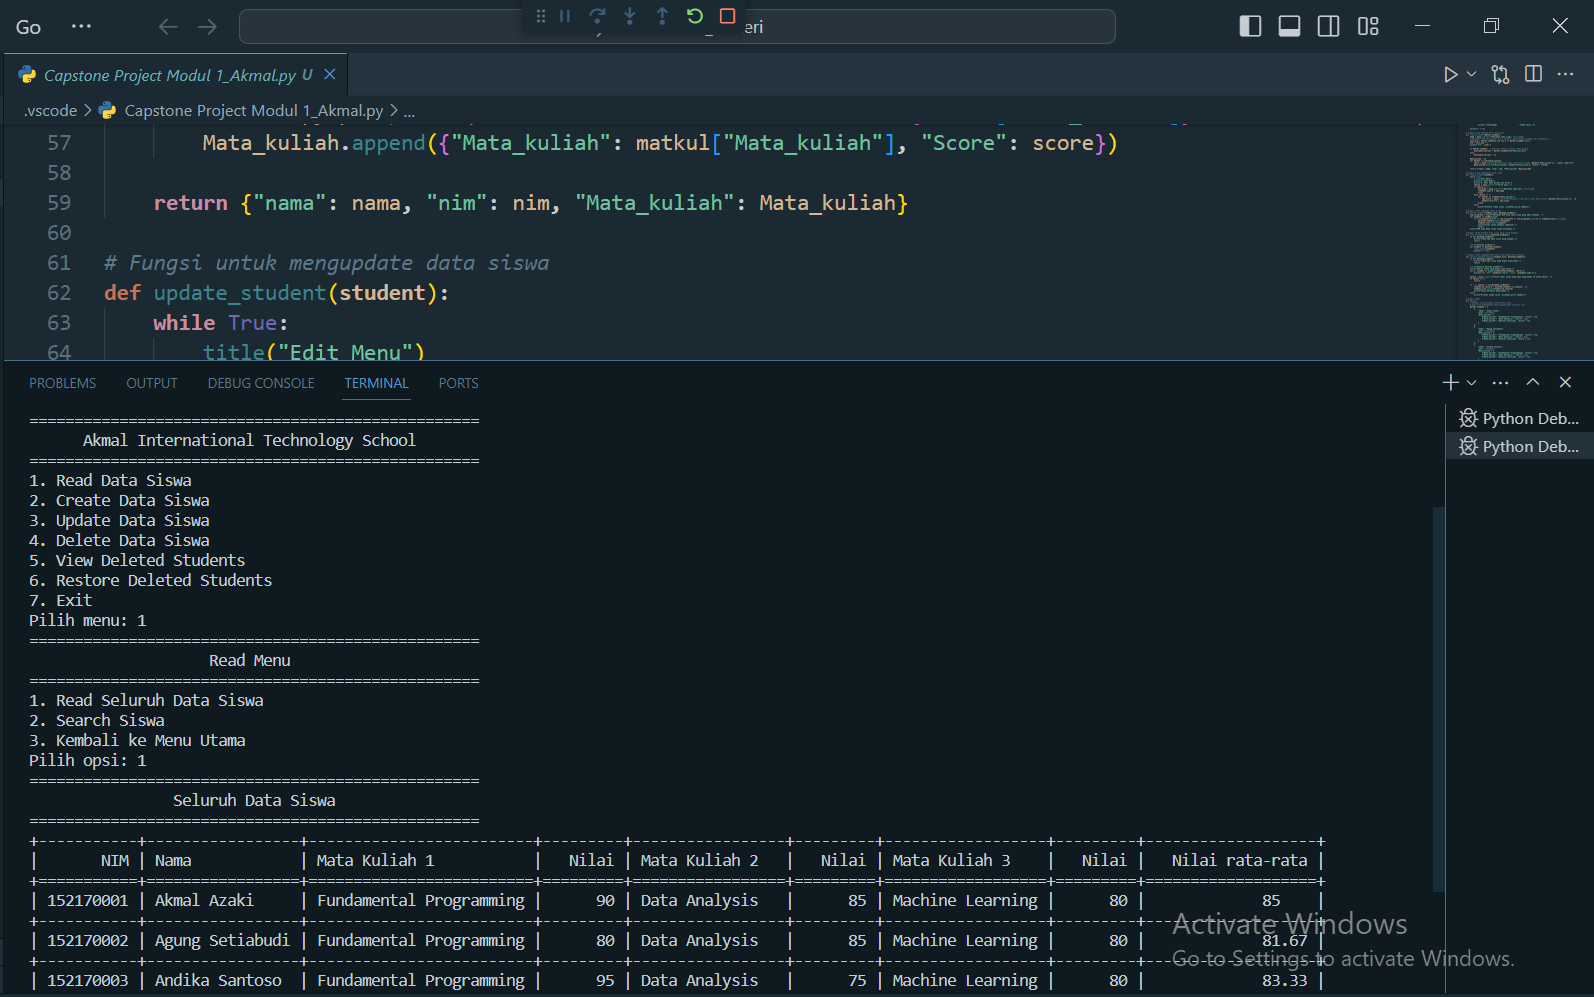 Go ··· eri
Capstone Project Modul 1_Akmal.py U
.vscode > Capstone Project Modul 1_Akmal.py > ...
57 Mata_kuliah.append({"Mata_kuliah": matkul["Mata_kuliah"], "Score": score})
58
59 return {"nama": nama, "nim": nim, "Mata_kuliah": Mata_kuliah}
60
61 # Fungsi untuk mengupdate data siswa
62 def update_student(student):
63 while True:
64 title("Edit Menu")
PROBLEMS OUTPUT DEBUG CONSOLE TERMINAL PORTS
Python Deb...
Python Deb...
==================================================
Akmal International Technology School
==================================================
1. Read Data Siswa
2. Create Data Siswa
3. Update Data Siswa
4. Delete Data Siswa
5. View Deleted Students
6. Restore Deleted Students
7. Exit
Pilih menu: 1
==================================================
Read Menu
==================================================
1. Read Seluruh Data Siswa
2. Search Siswa
3. Kembali ke Menu Utama
Pilih opsi: 1
==================================================
Seluruh Data Siswa
==================================================
+-----------+-----------------+-------------------------+---------+-----------------+---------+------------------+---------+-------------------+
| NIM | Nama | Mata Kuliah 1 | Nilai | Mata Kuliah 2 | Nilai | Mata Kuliah 3 | Nilai | Nilai rata-rata |
+===========+=================+=========================+=========+=================+=========+==================+=========+===================+
| 152170001 | Akmal Azaki | Fundamental Programming | 90 | Data Analysis | 85 | Machine Learning | 80 | 85 |
+-----------+-----------------+-------------------------+---------+-----------------+---------+------------------+---------+-------------------+
| 152170002 | Agung Setiabudi | Fundamental Programming | 80 | Data Analysis | 85 | Machine Learning | 80 | 81.67 |
+-----------+-----------------+-------------------------+---------+-----------------+---------+------------------+---------+-------------------+
| 152170003 | Andika Santoso | Fundamental Programming | 95 | Data Analysis | 75 | Machine Learning | 80 | 83.33 |
Activate Windows
Go to Settings to activate Windows.